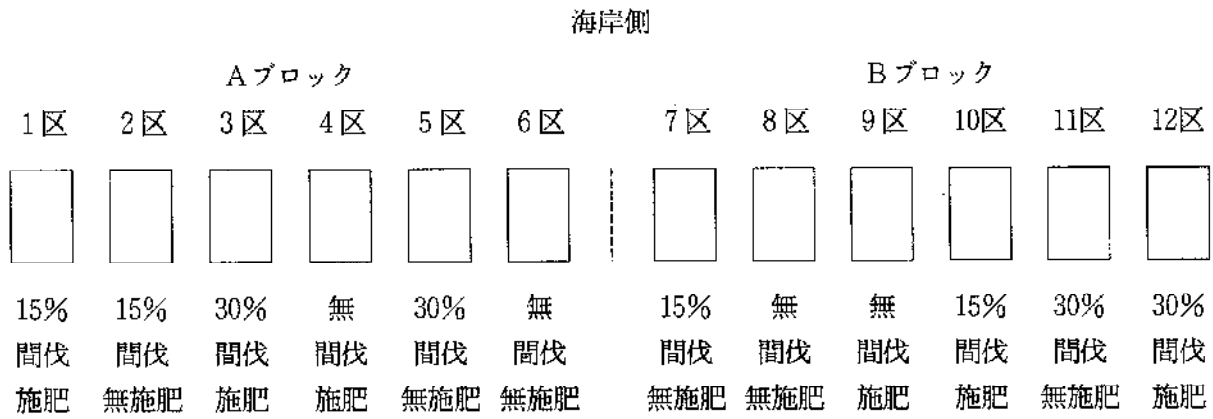 海岸側
Aブロック Bブロック
1区 2区 3区 4区 5区 6区 7区 8区 9区 10区 11区 12区
15% 15% 30% 無 30% 無 15% 無 無 15% 30% 30%
間伐 間伐 間伐 間伐 間伐 間伐 間伐 間伐 間伐 間伐 間伐 間伐
施肥 無施肥 施肥 施肥 無施肥 無施肥 無施肥 無施肥 施肥 施肥 無施肥 施肥